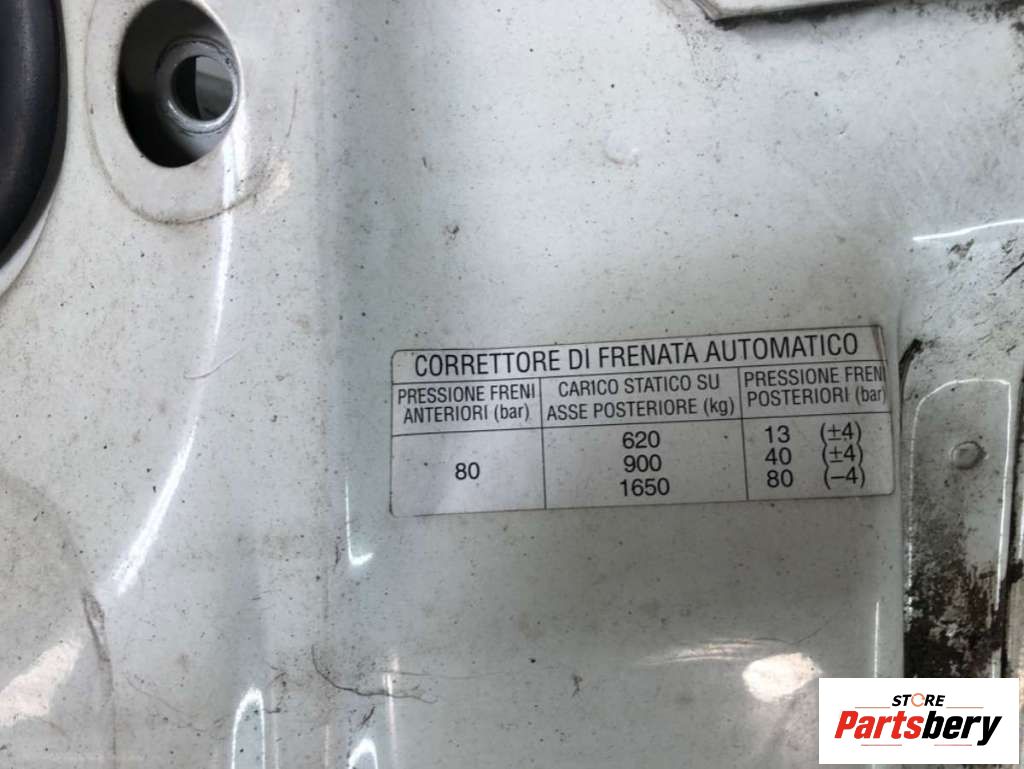 CORRETTORE DI FRENATA AUTOMATICO
PRESSIONE FRENI ANTERIORI (bar)
CARICO STATICO SU ASSE POSTERIORE (kg)
PRESSIONE FRENI POSTERIORI (bar)
80
620 13 (±4)
900 40 (±4)
1650 80 (−4)
STORE
Partsbery